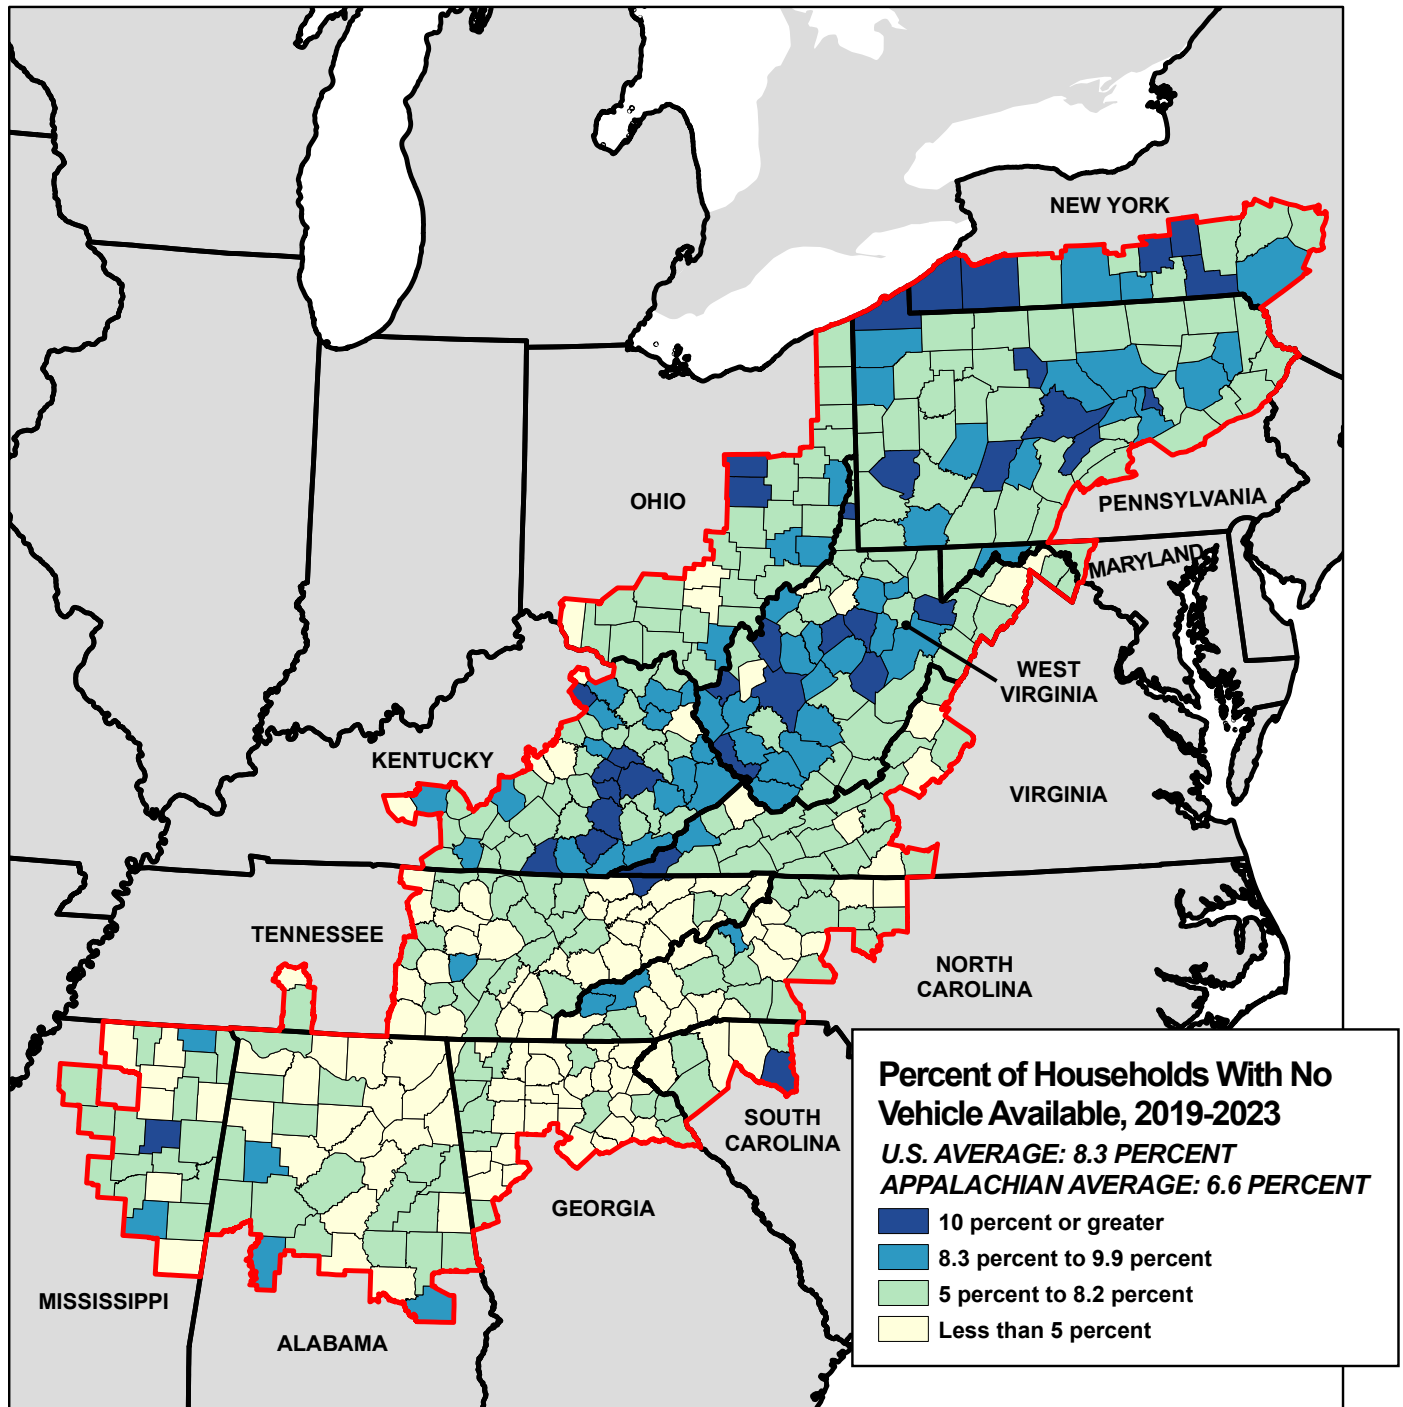 NEW YORK
OHIO
PENNSYLVANIA
MARYLAND
WEST
VIRGINIA
KENTUCKY
VIRGINIA
TENNESSEE
NORTH
CAROLINA
SOUTH
CAROLINA
GEORGIA
MISSISSIPPI
ALABAMA
Percent of Households With No
Vehicle Available, 2019-2023
U.S. AVERAGE: 8.3 PERCENT
APPALACHIAN AVERAGE: 6.6 PERCENT
10 percent or greater
8.3 percent to 9.9 percent
5 percent to 8.2 percent
Less than 5 percent